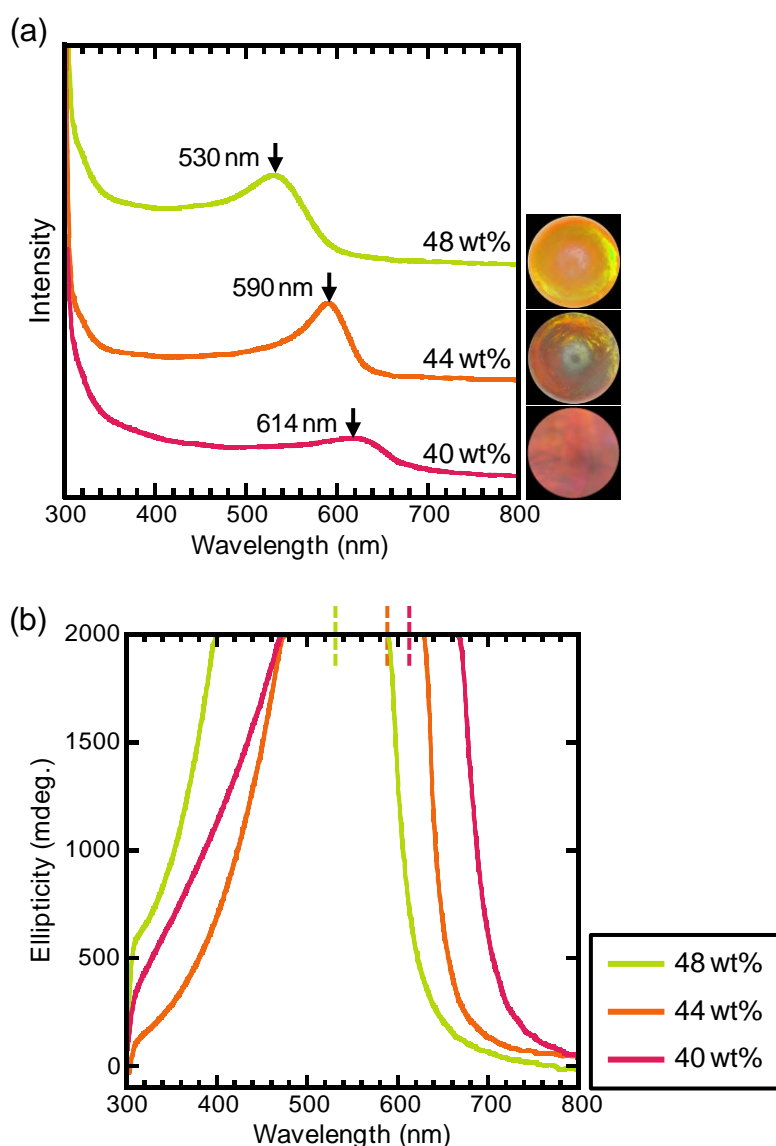 (a)
530 nm
48 wt%
590 nm
44 wt%
614 nm
40 wt%
Intensity
300 400 500 600 700 800
Wavelength (nm)
(b)
2000
1500
1000
500
0
Ellipticity (mdeg.)
300 400 500 600 700 800
Wavelength (nm)
48 wt%
44 wt%
40 wt%